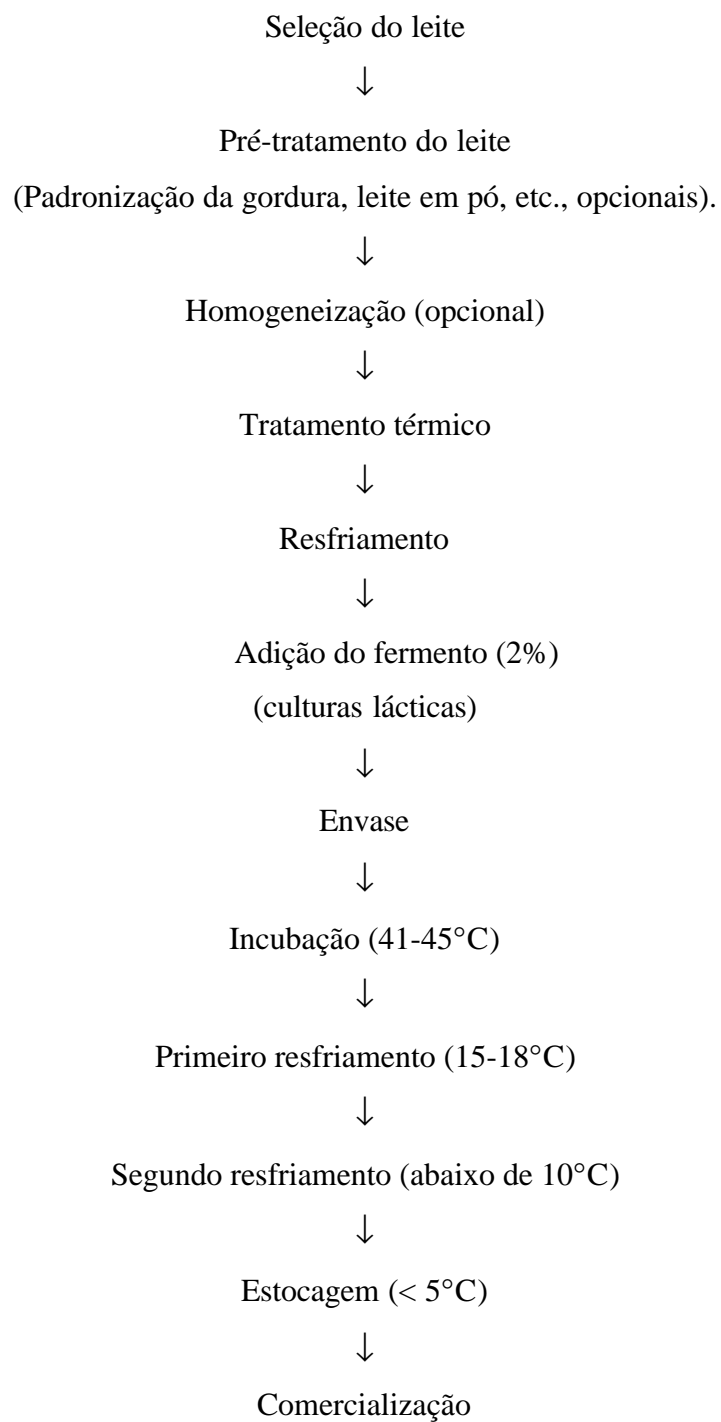 Seleção do leite
↓
Pré-tratamento do leite
(Padronização da gordura, leite em pó, etc., opcionais).
↓
Homogeneização (opcional)
↓
Tratamento térmico
↓
Resfriamento
↓
Adição do fermento (2%)
(culturas lácticas)
↓
Envase
↓
Incubação (41-45°C)
↓
Primeiro resfriamento (15-18°C)
↓
Segundo resfriamento (abaixo de 10°C)
↓
Estocagem (< 5°C)
↓
Comercialização